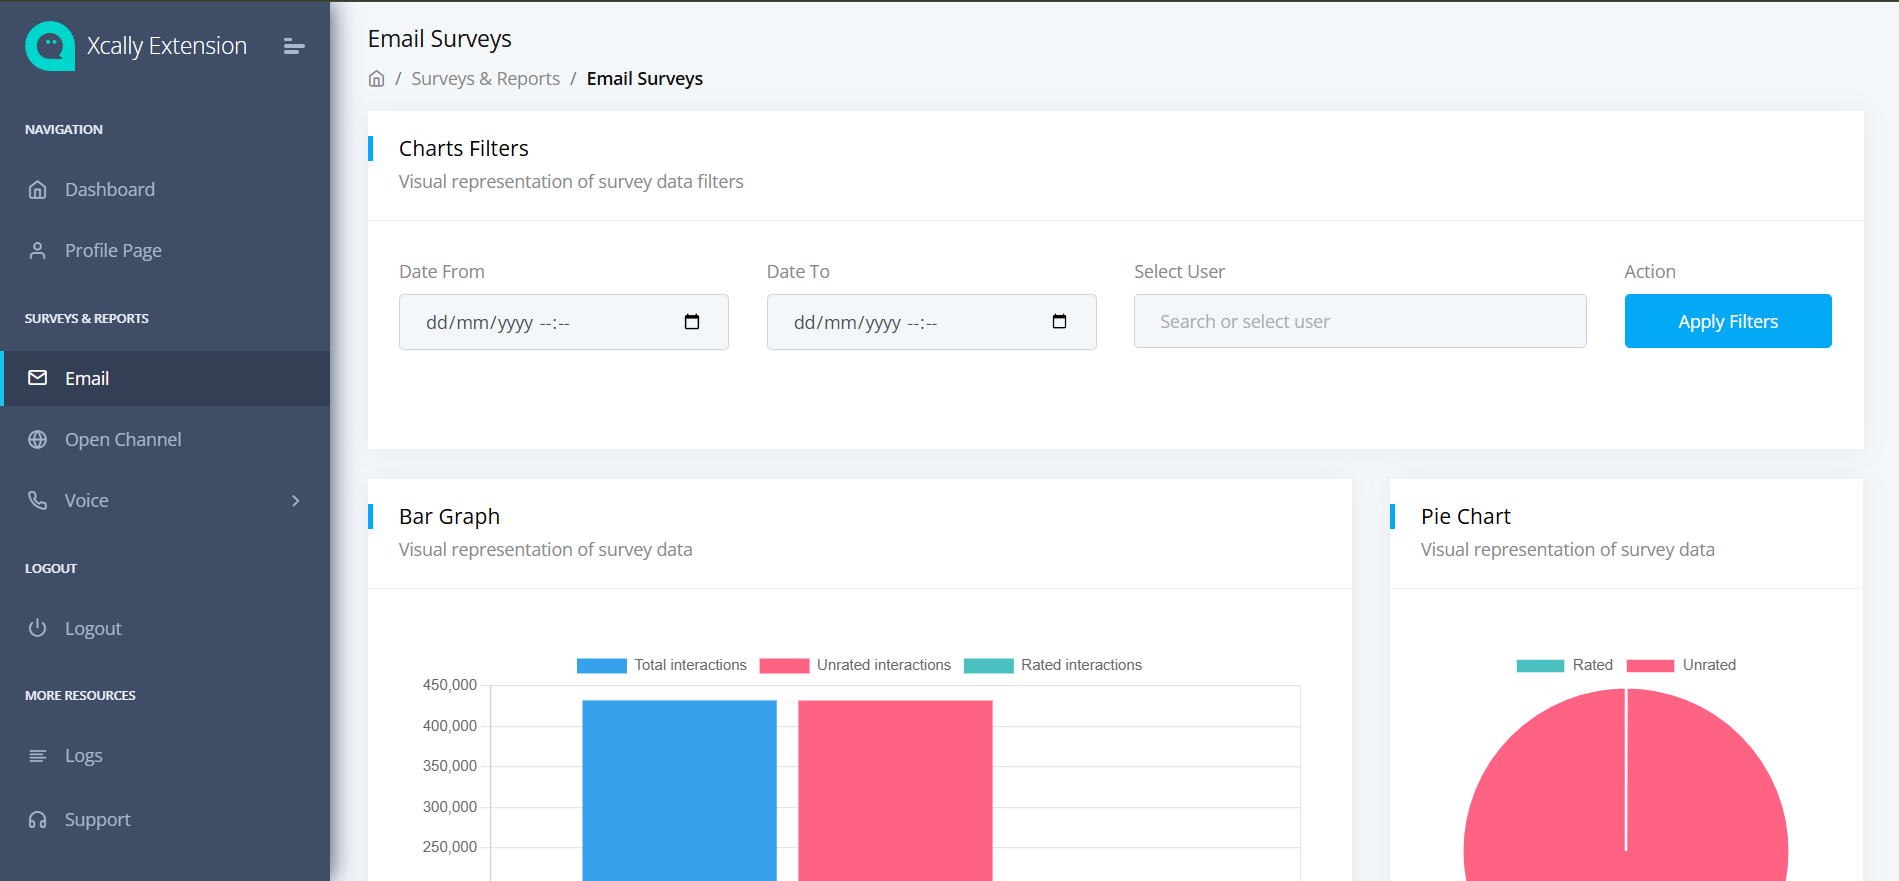 Xcally Extension
NAVIGATION
Dashboard
Profile Page
SURVEYS & REPORTS
Email
Open Channel
Voice
LOGOUT
Logout
MORE RESOURCES
Logs
Support
Email Surveys
/ Surveys & Reports / Email Surveys
Charts Filters
Visual representation of survey data filters
Date From
dd/mm/yyyy --:--
Date To
dd/mm/yyyy --:--
Select User
Search or select user
Action
Apply Filters
Bar Graph
Visual representation of survey data
Total interactions Unrated interactions Rated interactions
450,000
400,000
350,000
300,000
250,000
Pie Chart
Visual representation of survey data
Rated Unrated